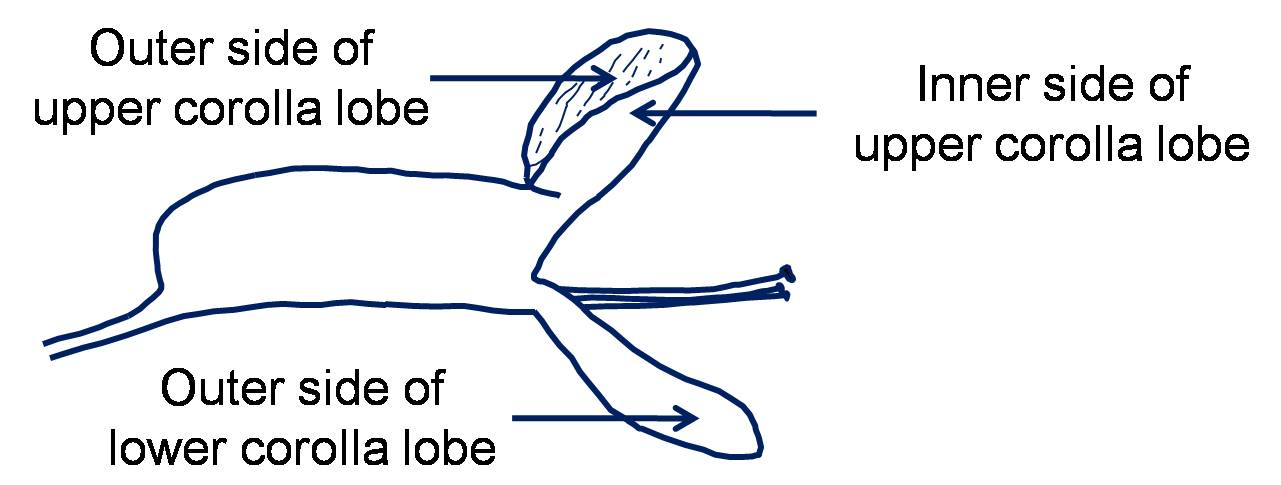 Outer side of
upper corolla lobe
Inner side of
upper corolla lobe
Outer side of
lower corolla lobe